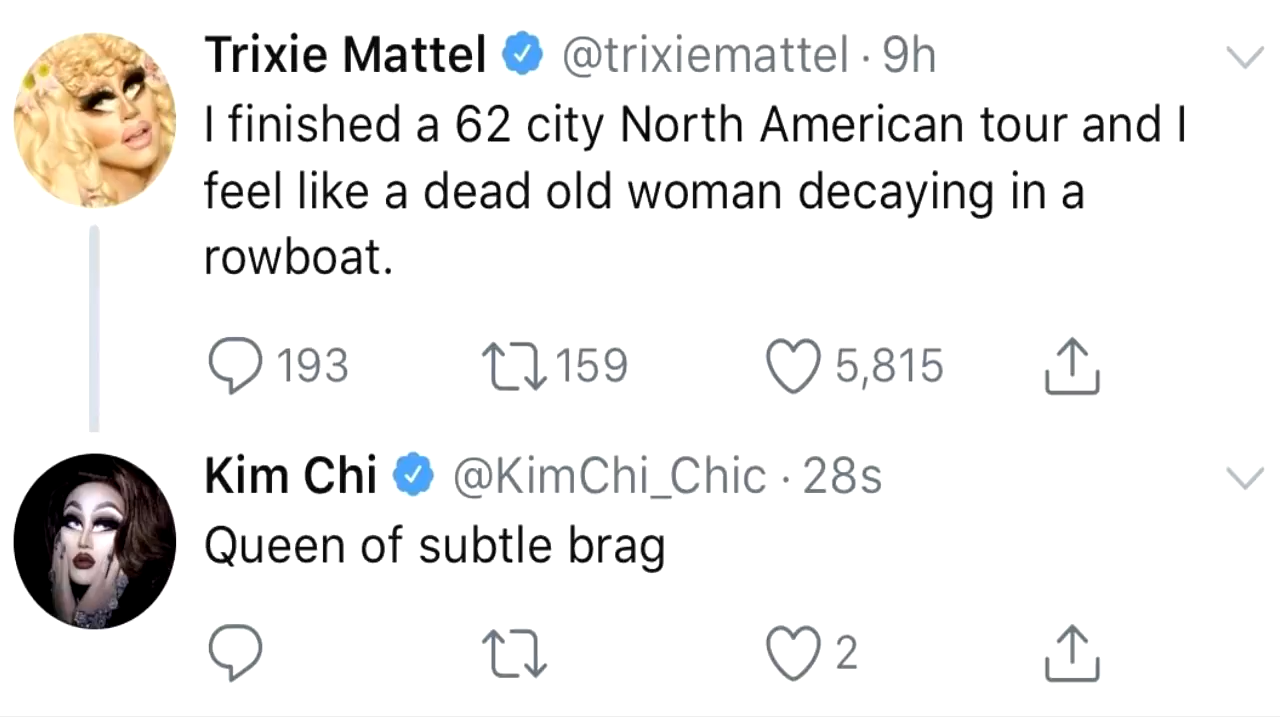 Trixie Mattel @trixiemattel · 9h
I finished a 62 city North American tour and I
feel like a dead old woman decaying in a
rowboat.
193 159 5,815
Kim Chi @KimChi_Chic · 28s
Queen of subtle brag
2